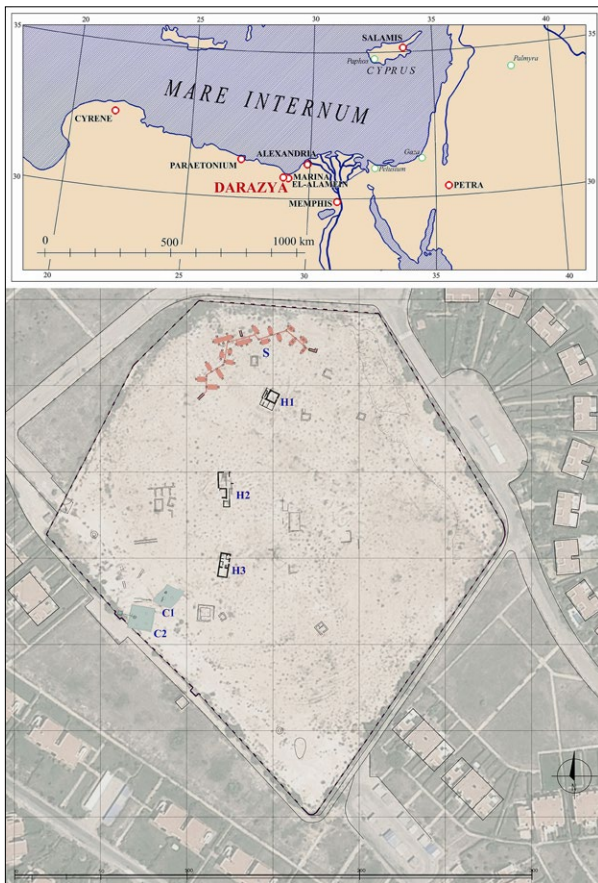 35
20
25
30
35
40
35
SALAMIS
Paphos
CYPRUS
Palmyra
MARE INTERNUM
CYRENE
ALEXANDRIA
Gaza
PARAETONIUM
MARINA
EL-ALAMEIN
Pelusium
DARAZYA
PETRA
30
30
MEMPHIS
0
500
1000 km
20
25
30
35
40
S
H1
H2
H3
C1
C2